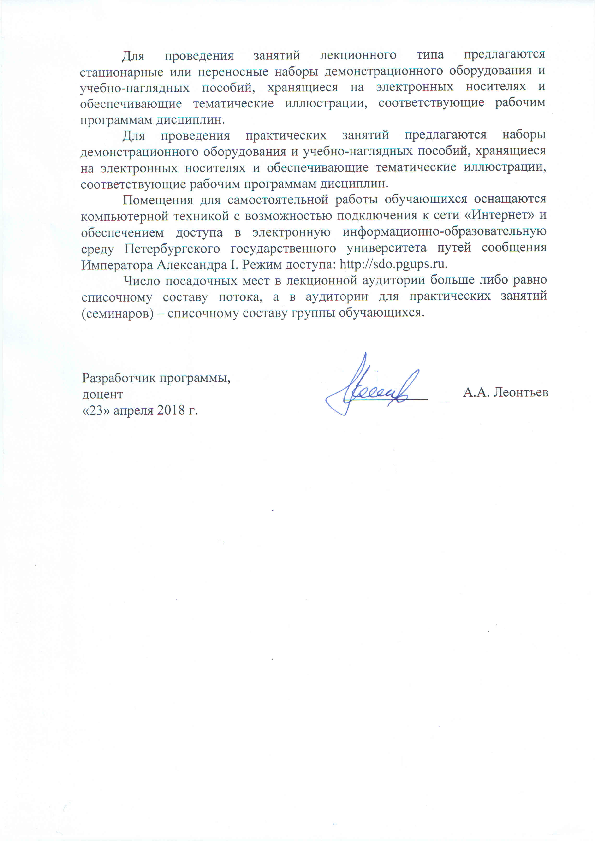 Для проведения занятий лекционного типа предлагаются
стационарные или переносные наборы демонстрационного оборудования и
учебно-наглядных пособий, хранящиеся на электронных носителях и
обеспечивающие тематические иллюстрации, соответствующие рабочим
программам дисциплин.
Для проведения практических занятий предлагаются наборы
демонстрационного оборудования и учебно-наглядных пособий, хранящиеся
на электронных носителях и обеспечивающие тематические иллюстрации,
соответствующие рабочим программам дисциплин.
Помещения для самостоятельной работы обучающихся оснащаются
компьютерной техникой с возможностью подключения к сети «Интернет» и
обеспечением доступа в электронную информационно-образовательную
среду Петербургского государственного университета путей сообщения
Императора Александра I. Режим доступа: http://sdo.pgups.ru.
Число посадочных мест в лекционной аудитории больше либо равно
списочному составу потока, а в аудитории для практических занятий
(семинаров) – списочному составу группы обучающихся.
Разработчик программы,
доцент А.А. Леонтьев
«23» апреля 2018 г.